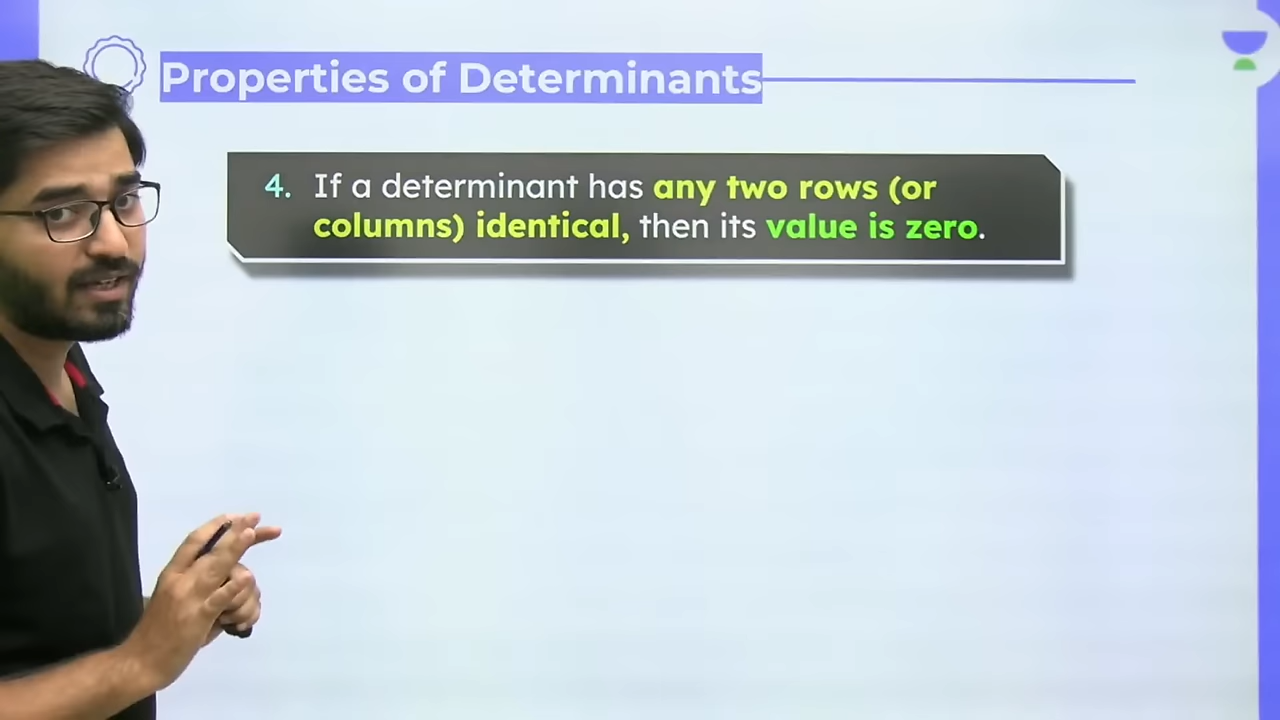 Properties of Determinants
4. If a determinant has any two rows (or
columns) identical, then its value is zero.